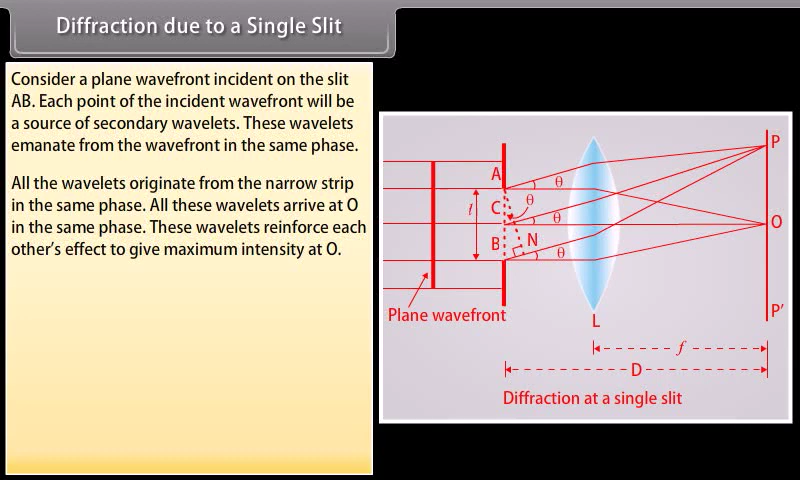 Diffraction due to a Single Slit
Consider a plane wavefront incident on the slit
AB. Each point of the incident wavefront will be
a source of secondary wavelets. These wavelets
emanate from the wavefront in the same phase.
All the wavelets originate from the narrow strip
in the same phase. All these wavelets arrive at O
in the same phase. These wavelets reinforce each
other’s effect to give maximum intensity at O.
P
A
θ
θ
C
l
θ
O
B
N
θ
Plane wavefront
P’
L
f
D
Diffraction at a single slit